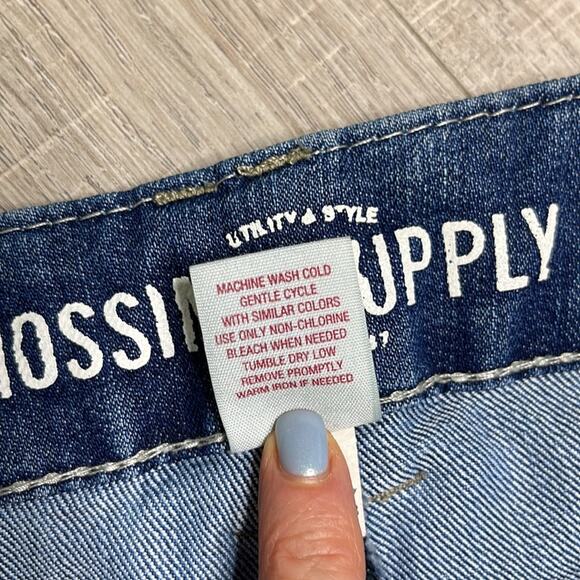 UTILITY & STYLE
UPPLY
MACHINE WASH COLD
GENTLE CYCLE
WITH SIMILAR COLORS
USE ONLY NON-CHLORINE
BLEACH WHEN NEEDED
TUMBLE DRY LOW
REMOVE PROMPTLY
WARM IRON IF NEEDED